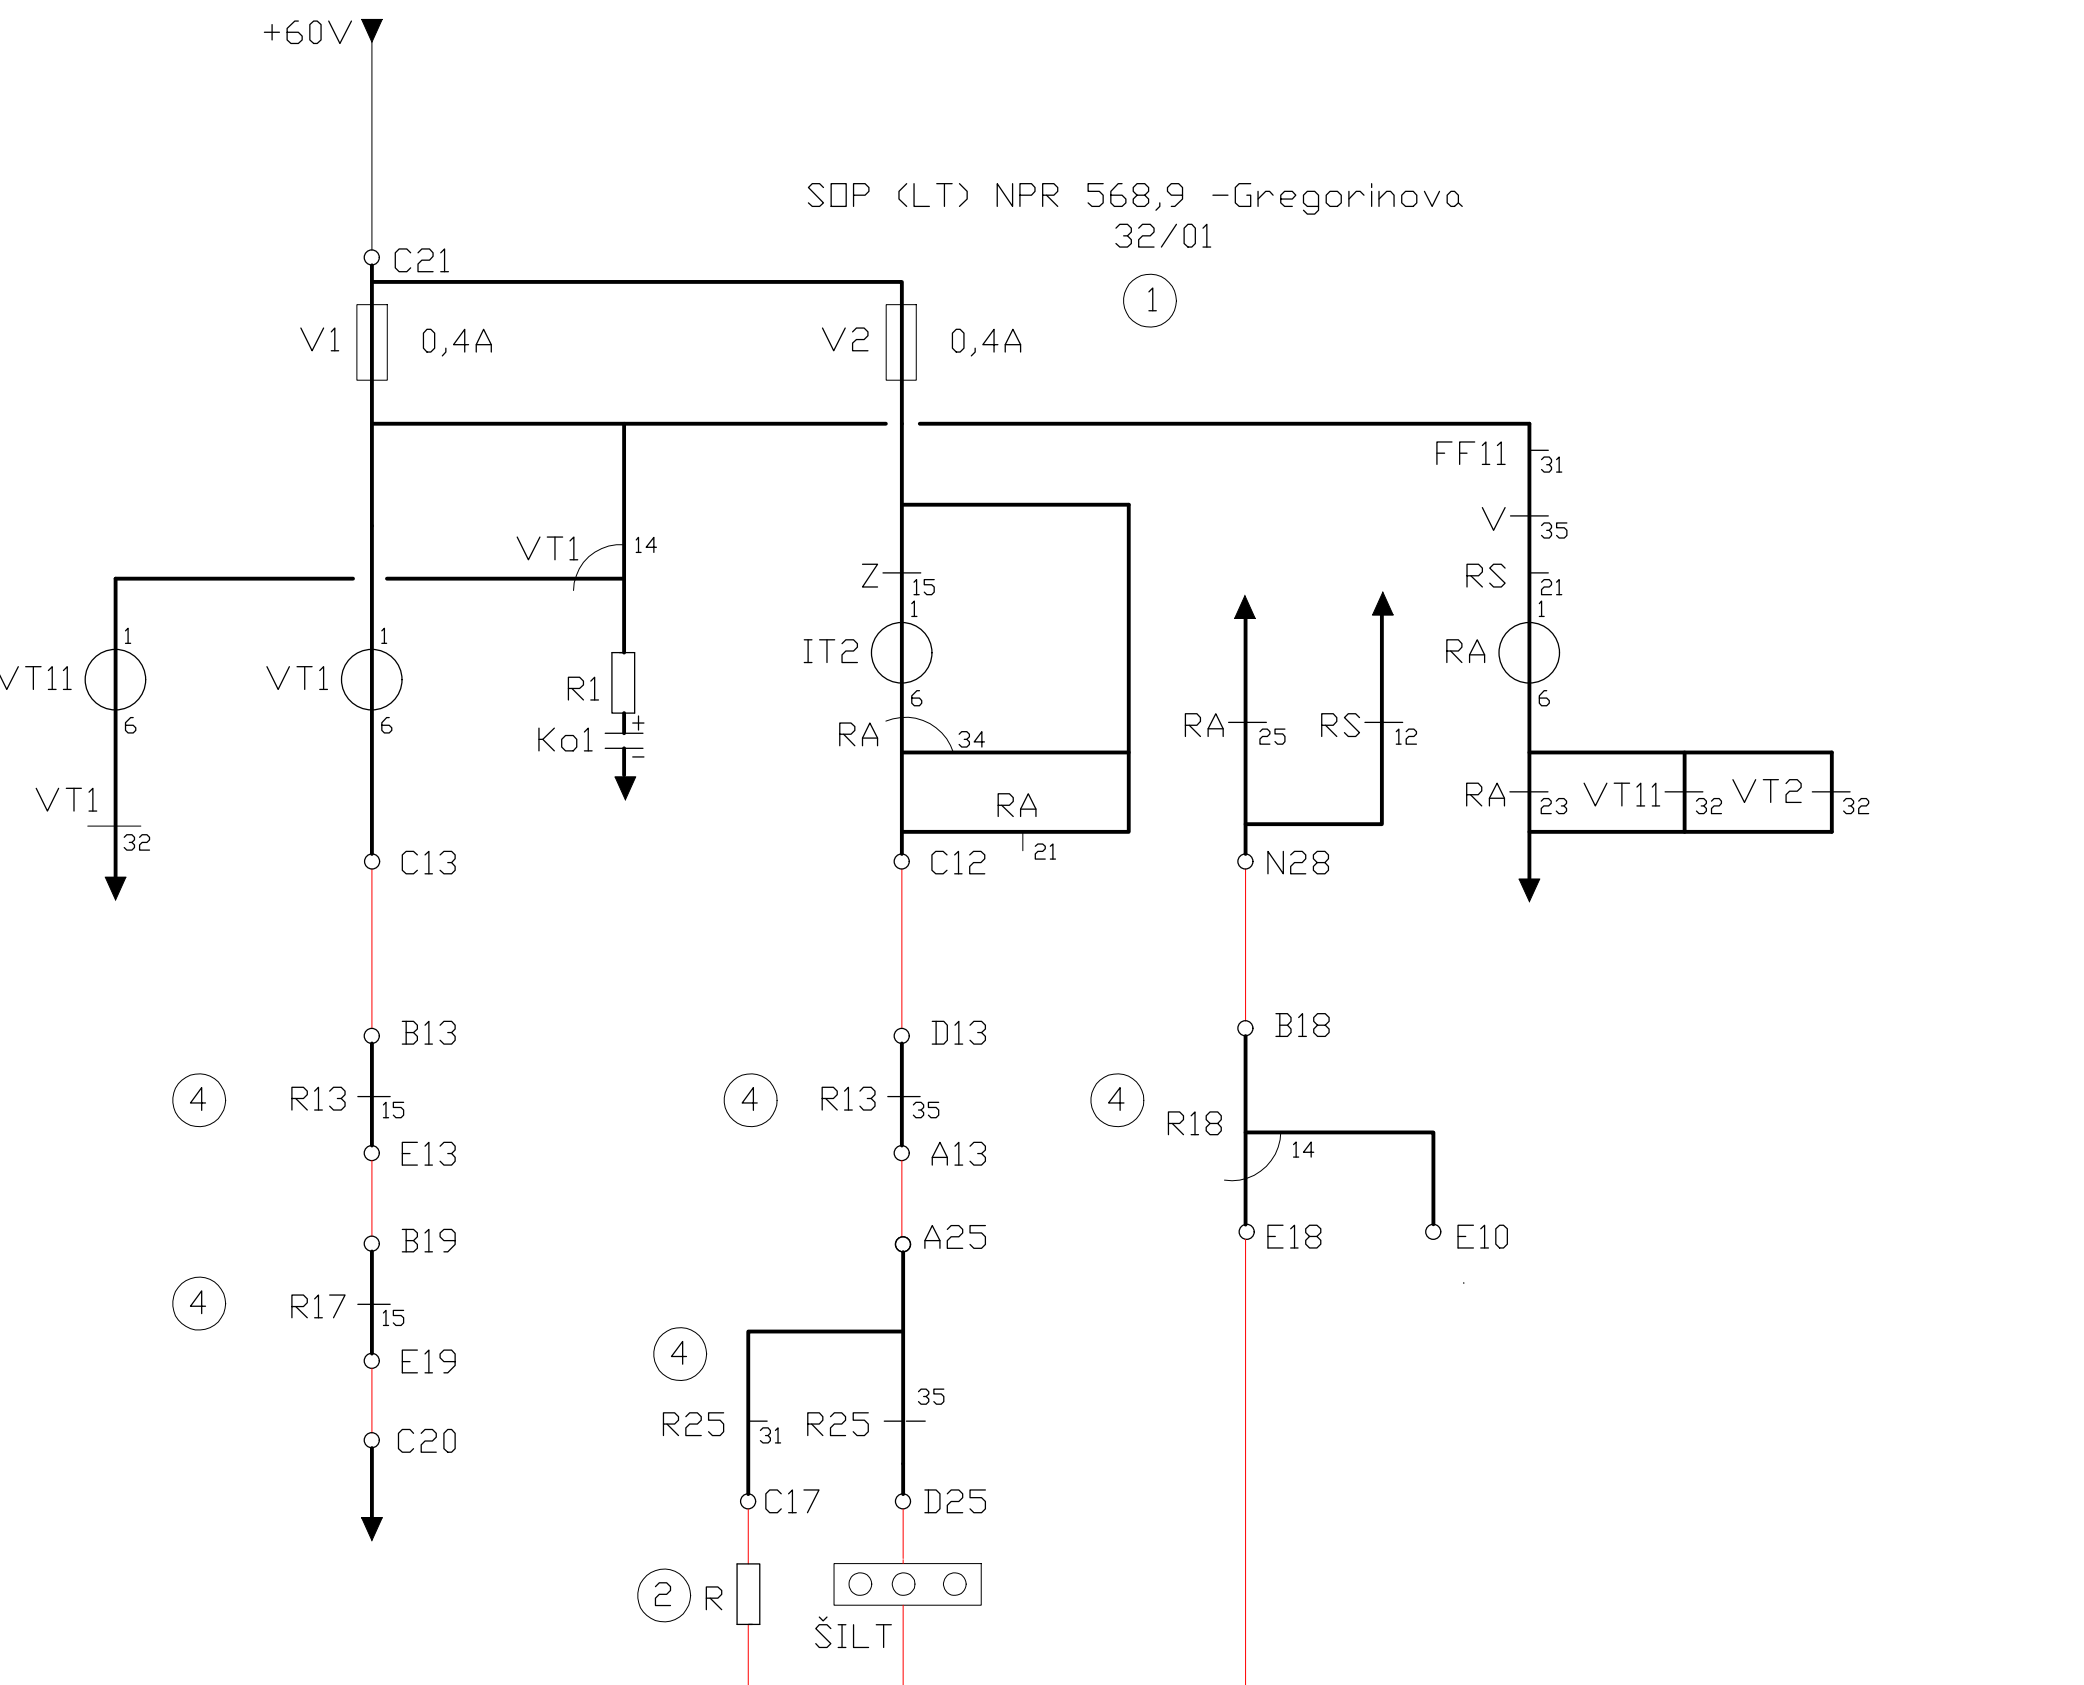 +60V
SOP (LT) NPR 568,9 -Gregorinova
32/01
C21
1
V1
0,4A
V2
0,4A
FF11
31
V
35
VT1
14
Z
15
RS
21
1
1
1
1
VT11
VT1
R1
IT2
RA
6
6
6
6
+
Ko1
-
RA
34
RA
25
RS
12
VT1
32
RA
21
RA
23
VT11
32
VT2
32
C13
C12
N28
B13
D13
B18
4
R13
15
4
R13
35
4
R18
14
E13
A13
B19
A25
E18
E10
4
R17
15
4
E19
35
R25
31
R25
C20
C17
D25
2
R
ŠILT